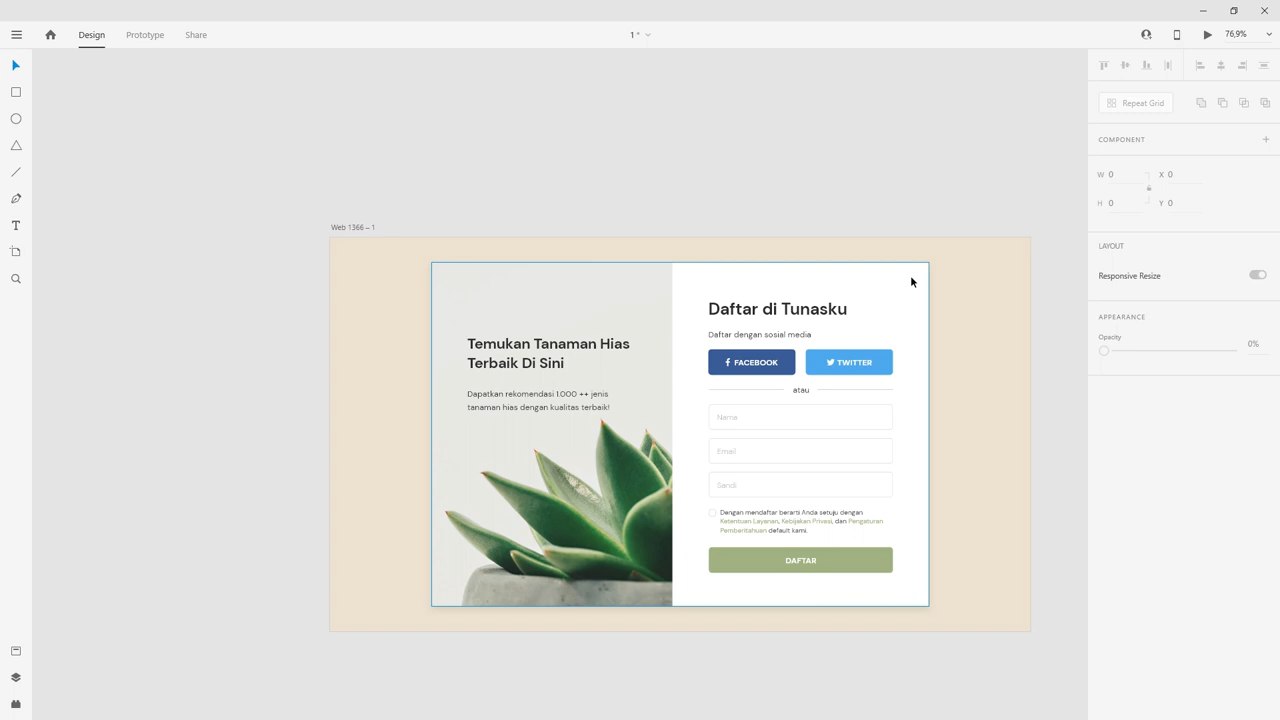 Design
Prototype
Share
1 *
76,9%
Repeat Grid
COMPONENT
W 0
X 0
H 0
Y 0
LAYOUT
Responsive Resize
APPEARANCE
Opacity
0%
Web 1366 – 1
Temukan Tanaman Hias
Terbaik Di Sini
Dapatkan rekomendasi 1.000 ++ jenis
tanaman hias dengan kualitas terbaik!
Daftar di Tunasku
Daftar dengan sosial media
FACEBOOK
TWITTER
atau
Nama
Email
Sandi
Dengan mendaftar berarti Anda setuju dengan
Ketentuan Layanan, Kebijakan Privasi, dan Pengaturan
Pemberitahuan default kami.
DAFTAR